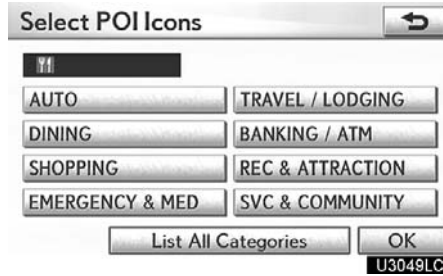 Select POI Icons
AUTO
TRAVEL / LODGING
DINING
BANKING / ATM
SHOPPING
REC & ATTRACTION
EMERGENCY & MED
SVC & COMMUNITY
List All Categories
OK
U3049LC